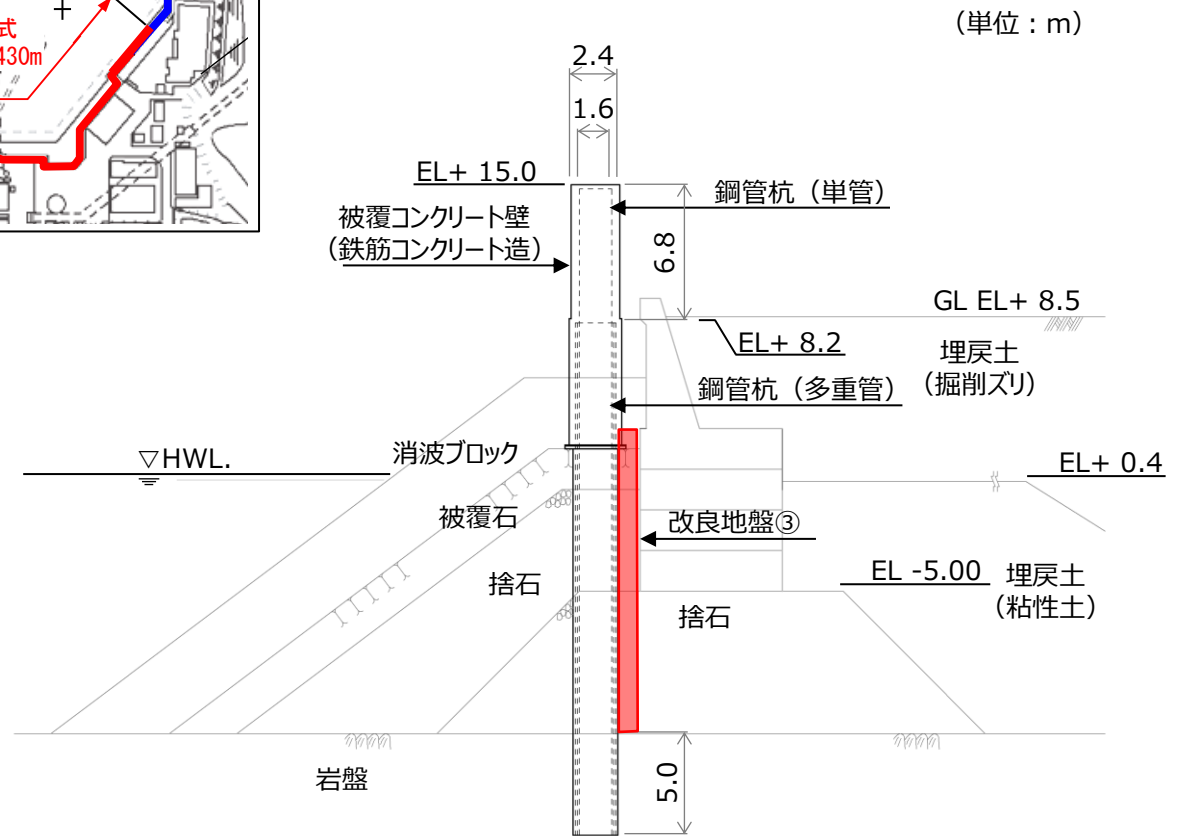 (単位：m)
式
430m
2.4
1.6
EL+ 15.0
鋼管杭（単管）
被覆コンクリート壁
（鉄筋コンクリート造）
6.8
GL EL+ 8.5
EL+ 8.2
埋戻土
（掘削ズリ）
鋼管杭（多重管）
▽HWL.
消波ブロック
EL+ 0.4
被覆石
改良地盤③
捨石
EL -5.00
埋戻土
（粘性土）
捨石
岩盤
5.0